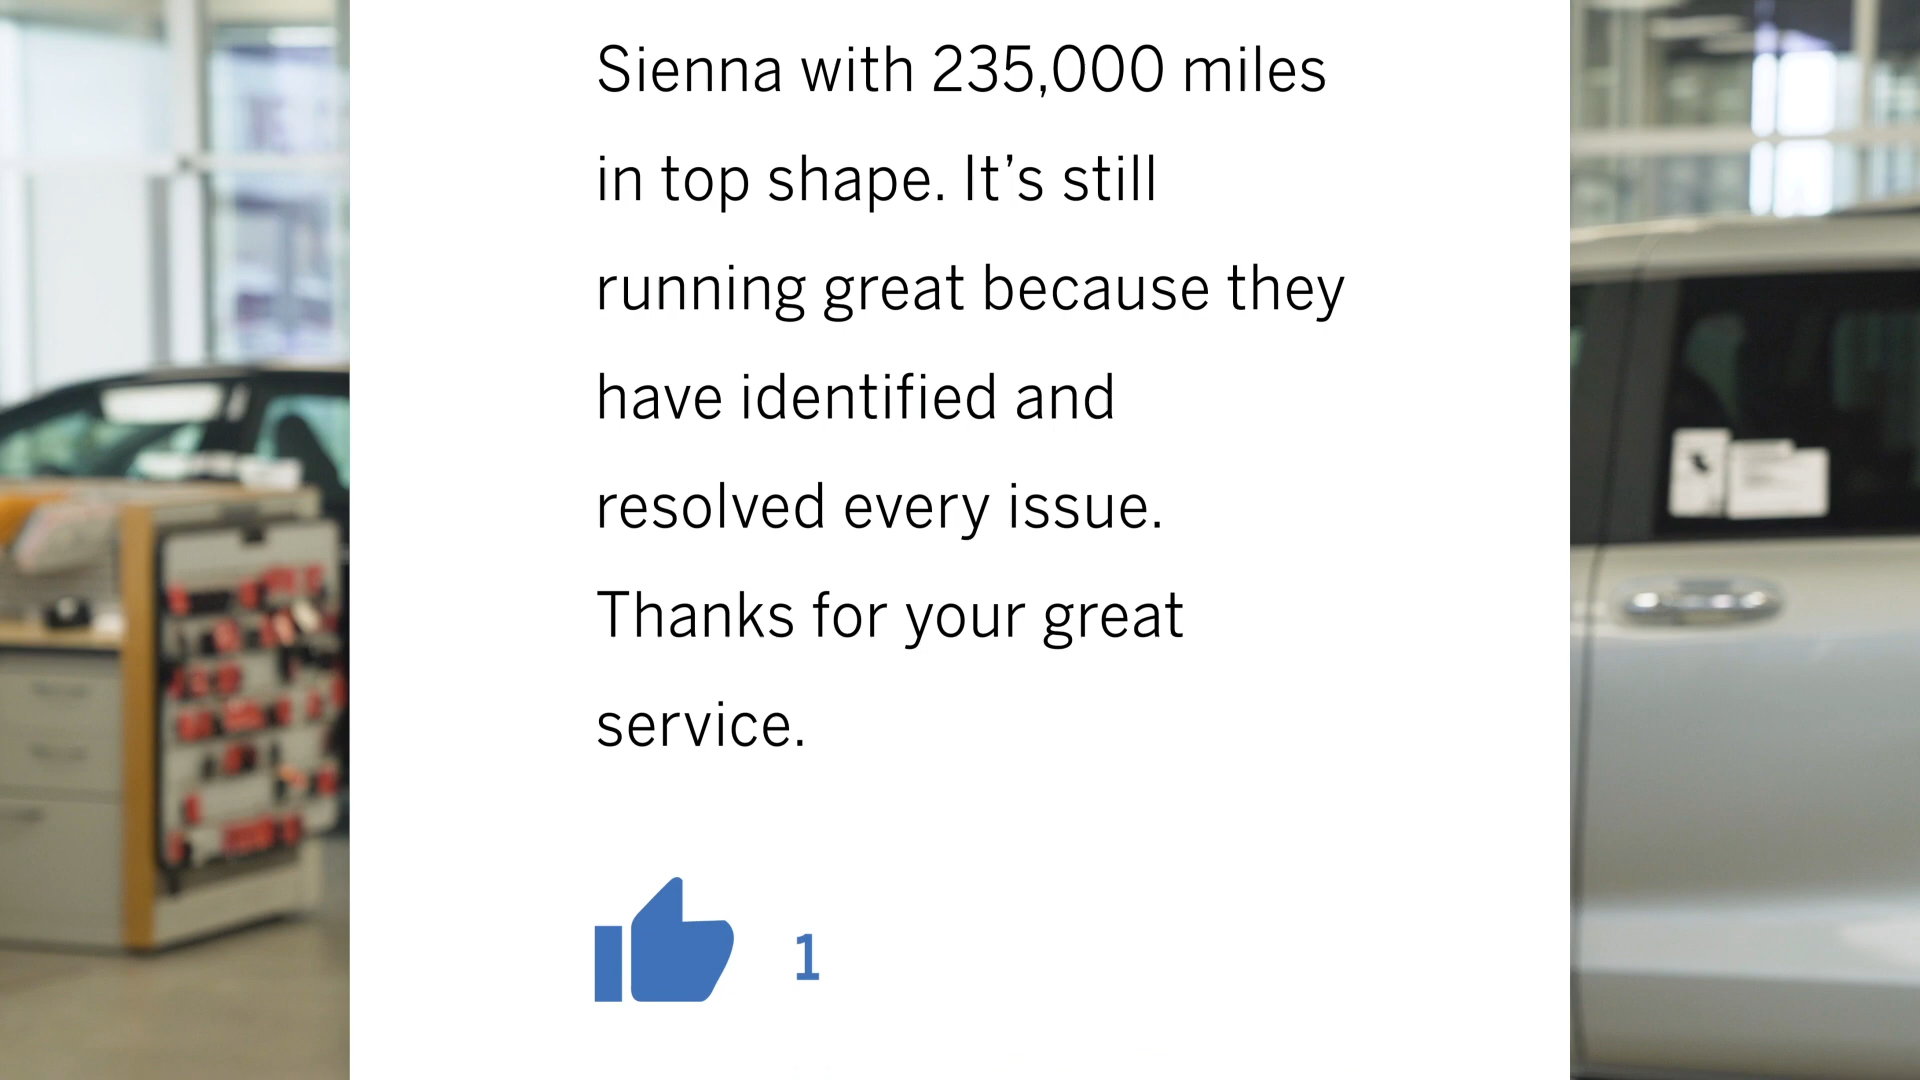 Sienna with 235,000 miles
in top shape. It’s still
running great because they
have identified and
resolved every issue.
Thanks for your great
service.
1